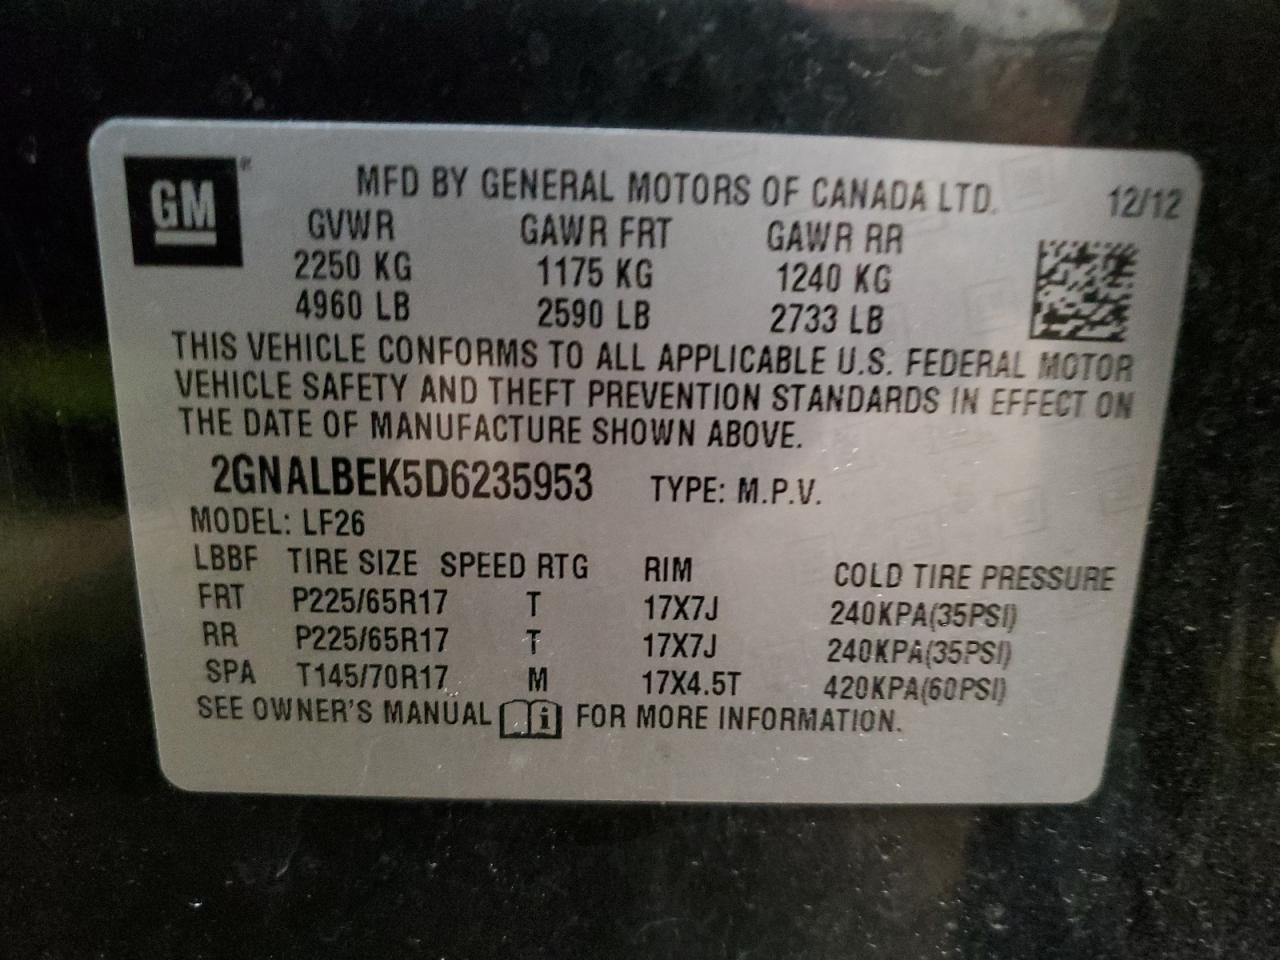 GM
MFD BY GENERAL MOTORS OF CANADA LTD. 12/12
GVWR GAWR FRT GAWR RR
2250 KG 1175 KG 1240 KG
4960 LB 2590 LB 2733 LB
THIS VEHICLE CONFORMS TO ALL APPLICABLE U.S. FEDERAL MOTOR
VEHICLE SAFETY AND THEFT PREVENTION STANDARDS IN EFFECT ON
THE DATE OF MANUFACTURE SHOWN ABOVE.
2GNALBEK5D6235953 TYPE: M.P.V.
MODEL: LF26
LBBF TIRE SIZE SPEED RTG RIM COLD TIRE PRESSURE
FRT P225/65R17 T 17X7J 240KPA(35PSI)
RR P225/65R17 T 17X7J 240KPA(35PSI)
SPA T145/70R17 M 17X4.5T 420KPA(60PSI)
SEE OWNER'S MANUAL i FOR MORE INFORMATION.